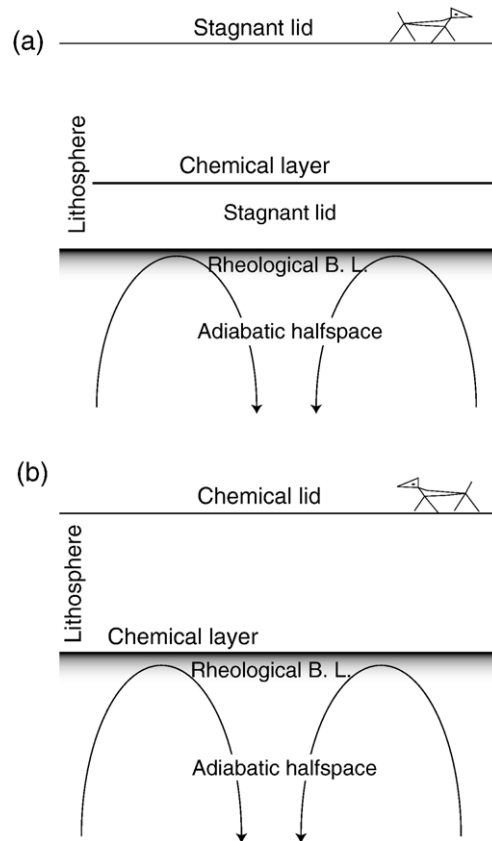 (a)
Stagnant lid
Lithosphere
Chemical layer
Stagnant lid
Rheological B. L.
Adiabatic halfspace
(b)
Chemical lid
Lithosphere
Chemical layer
Rheological B. L.
Adiabatic halfspace